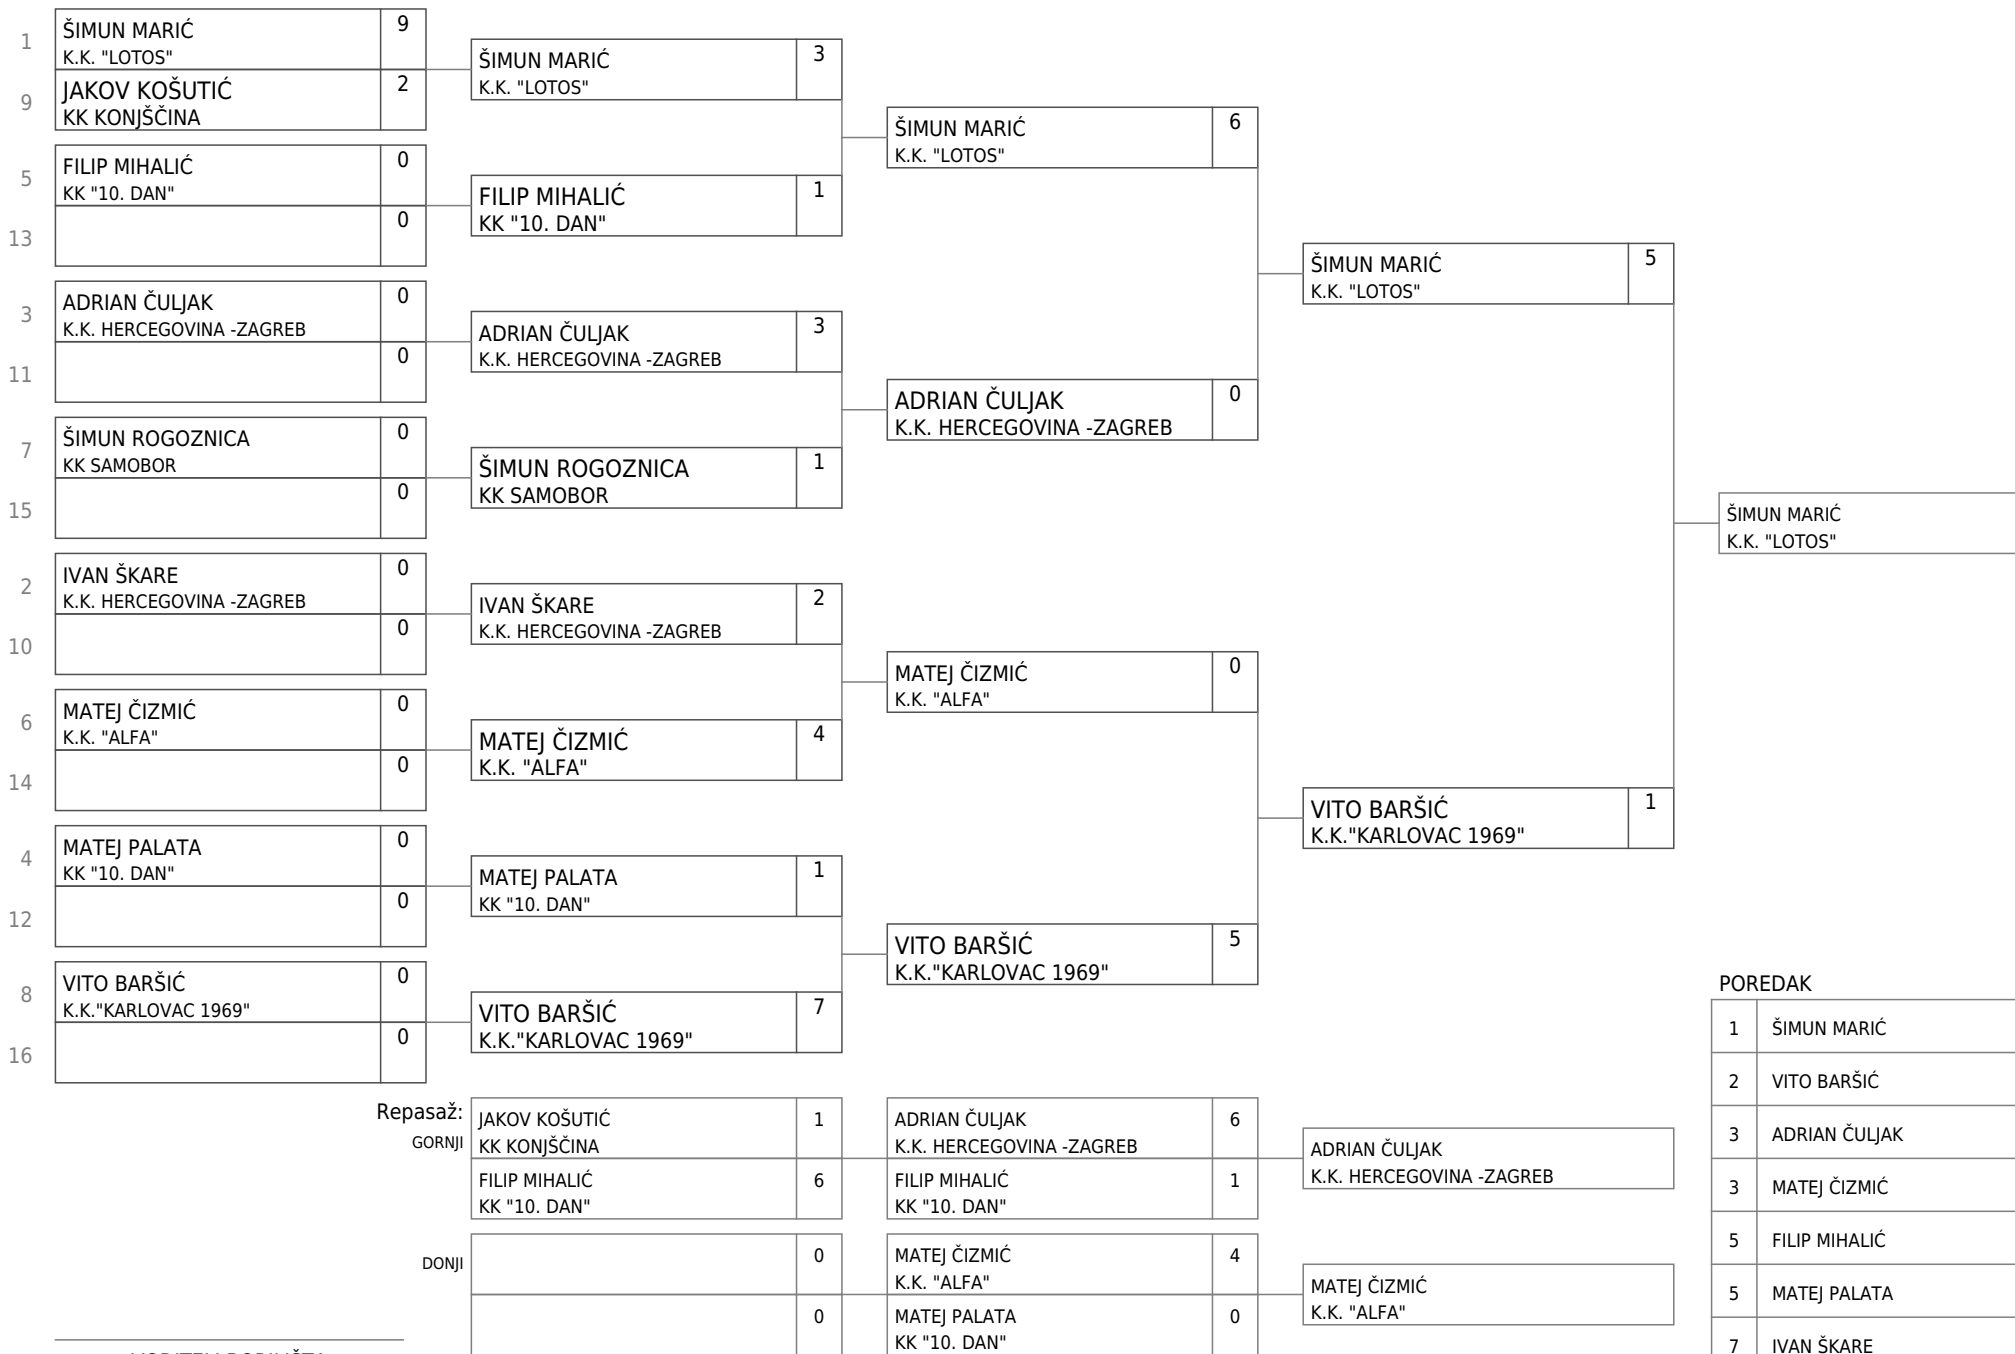 1
ŠIMUN MARIĆ
K.K. "LOTOS"
9
9
JAKOV KOŠUTIĆ
KK KONJŠČINA
2
5
FILIP MIHALIĆ
KK "10. DAN"
0
13
0
3
ADRIAN ČULJAK
K.K. HERCEGOVINA -ZAGREB
0
11
0
7
ŠIMUN ROGOZNICA
KK SAMOBOR
0
15
0
2
IVAN ŠKARE
K.K. HERCEGOVINA -ZAGREB
0
10
0
6
MATEJ ČIZMIĆ
K.K. "ALFA"
0
14
0
4
MATEJ PALATA
KK "10. DAN"
0
12
0
8
VITO BARŠIĆ
K.K."KARLOVAC 1969"
0
16
0
ŠIMUN MARIĆ
K.K. "LOTOS"
3
FILIP MIHALIĆ
KK "10. DAN"
1
ADRIAN ČULJAK
K.K. HERCEGOVINA -ZAGREB
3
ŠIMUN ROGOZNICA
KK SAMOBOR
1
IVAN ŠKARE
K.K. HERCEGOVINA -ZAGREB
2
MATEJ ČIZMIĆ
K.K. "ALFA"
4
MATEJ PALATA
KK "10. DAN"
1
VITO BARŠIĆ
K.K."KARLOVAC 1969"
7
ŠIMUN MARIĆ
K.K. "LOTOS"
6
ADRIAN ČULJAK
K.K. HERCEGOVINA -ZAGREB
0
MATEJ ČIZMIĆ
K.K. "ALFA"
0
VITO BARŠIĆ
K.K."KARLOVAC 1969"
5
ŠIMUN MARIĆ
K.K. "LOTOS"
5
VITO BARŠIĆ
K.K."KARLOVAC 1969"
1
ŠIMUN MARIĆ
K.K. "LOTOS"
Repasaž:
GORNJI
JAKOV KOŠUTIĆ
KK KONJŠČINA
1
FILIP MIHALIĆ
KK "10. DAN"
6
ADRIAN ČULJAK
K.K. HERCEGOVINA -ZAGREB
6
FILIP MIHALIĆ
KK "10. DAN"
1
ADRIAN ČULJAK
K.K. HERCEGOVINA -ZAGREB
DONJI
0
0
MATEJ ČIZMIĆ
K.K. "ALFA"
4
MATEJ PALATA
KK "10. DAN"
0
MATEJ ČIZMIĆ
K.K. "ALFA"
POREDAK
1 ŠIMUN MARIĆ
2 VITO BARŠIĆ
3 ADRIAN ČULJAK
3 MATEJ ČIZMIĆ
5 FILIP MIHALIĆ
5 MATEJ PALATA
7 IVAN ŠKARE